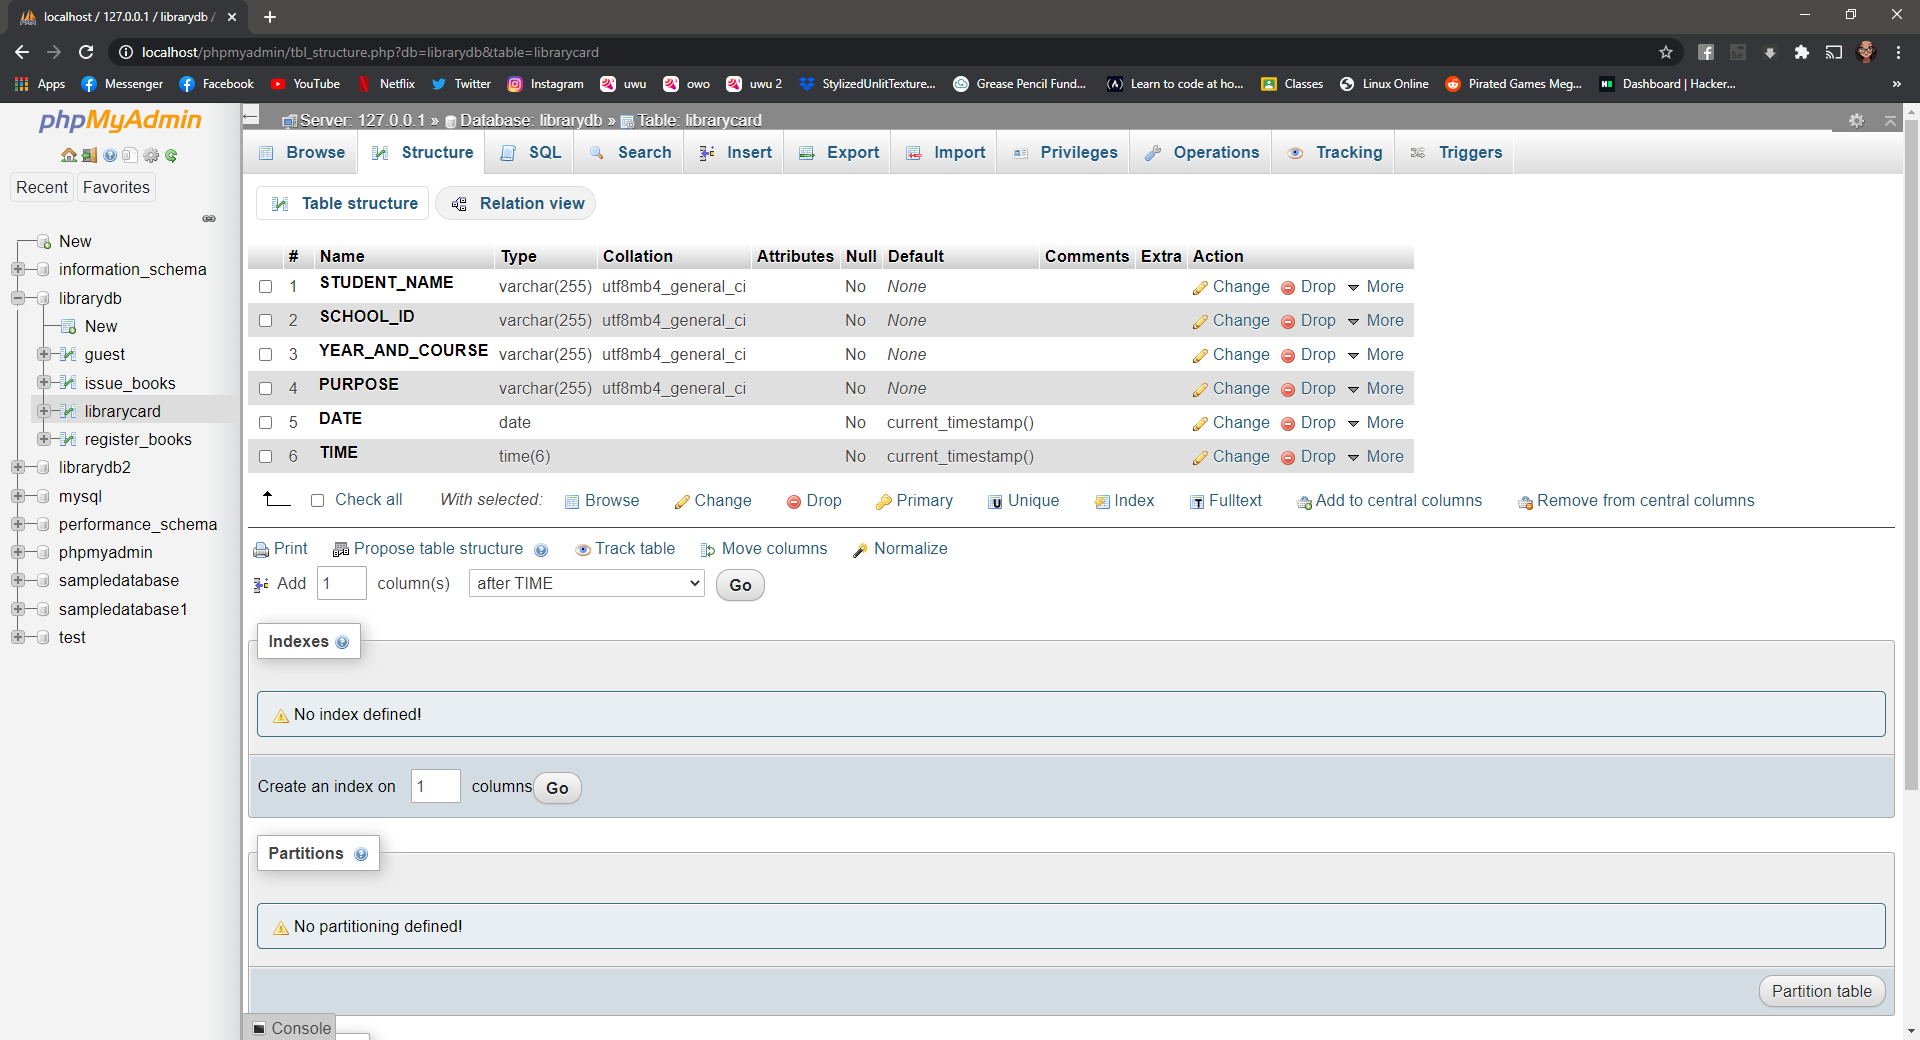 localhost / 127.0.0.1 / librarydb /
localhost/phpmyadmin/tbl_structure.php?db=librarydb&table=librarycard
Apps Messenger Facebook YouTube Netflix Twitter Instagram uwu owo uwu 2 StylizedUnlitTexture... Grease Pencil Fund... Learn to code at ho... Classes Linux Online Pirated Games Meg... Dashboard | Hacker... »
phpMyAdmin
Recent Favorites
New
information_schema
librarydb
New
guest
issue_books
librarycard
register_books
librarydb2
mysql
performance_schema
phpmyadmin
sampledatabase
sampledatabase1
test
Server: 127.0.0.1 » Database: librarydb » Table: librarycard
Browse Structure SQL Search Insert Export Import Privileges Operations Tracking Triggers
Table structure Relation view
# Name Type Collation Attributes Null Default Comments Extra Action
1 STUDENT_NAME varchar(255) utf8mb4_general_ci No None Change Drop More
2 SCHOOL_ID varchar(255) utf8mb4_general_ci No None Change Drop More
3 YEAR_AND_COURSE varchar(255) utf8mb4_general_ci No None Change Drop More
4 PURPOSE varchar(255) utf8mb4_general_ci No None Change Drop More
5 DATE date No current_timestamp() Change Drop More
6 TIME time(6) No current_timestamp() Change Drop More
Check all With selected: Browse Change Drop Primary Unique Index Fulltext Add to central columns Remove from central columns
Print Propose table structure Track table Move columns Normalize
Add 1 column(s) after TIME Go
Indexes
No index defined!
Create an index on 1 columns Go
Partitions
No partitioning defined!
Partition table
Console